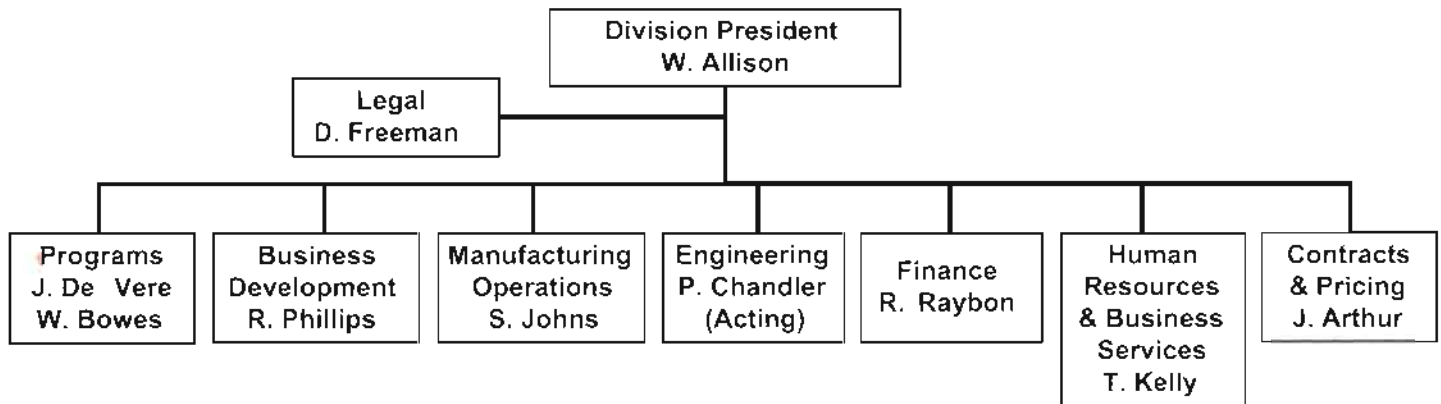 Division President
W. Allison
Legal
D. Freeman
Programs
J. De Vere
W. Bowes
Business
Development
R. Phillips
Manufacturing
Operations
S. Johns
Engineering
P. Chandler
(Acting)
Finance
R. Raybon
Human
Resources
& Business
Services
T. Kelly
Contracts
& Pricing
J. Arthur